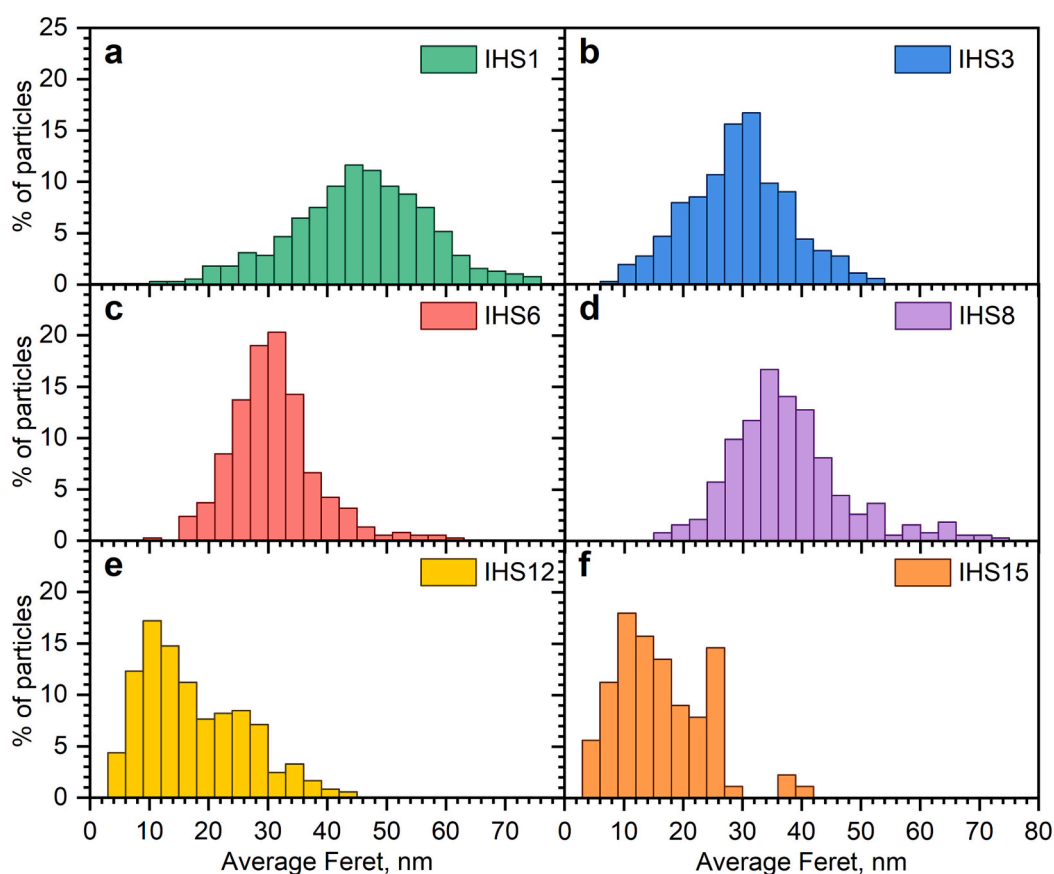 a
IHS1
b
IHS3
25
20
15
10
5
0
% of particles
c
IHS6
d
IHS8
20
15
10
5
0
% of particles
e
IHS12
f
IHS15
20
15
10
5
0
% of particles
0 10 20 30 40 50 60 70 0 10 20 30 40 50 60 70 80
Average Feret, nm Average Feret, nm